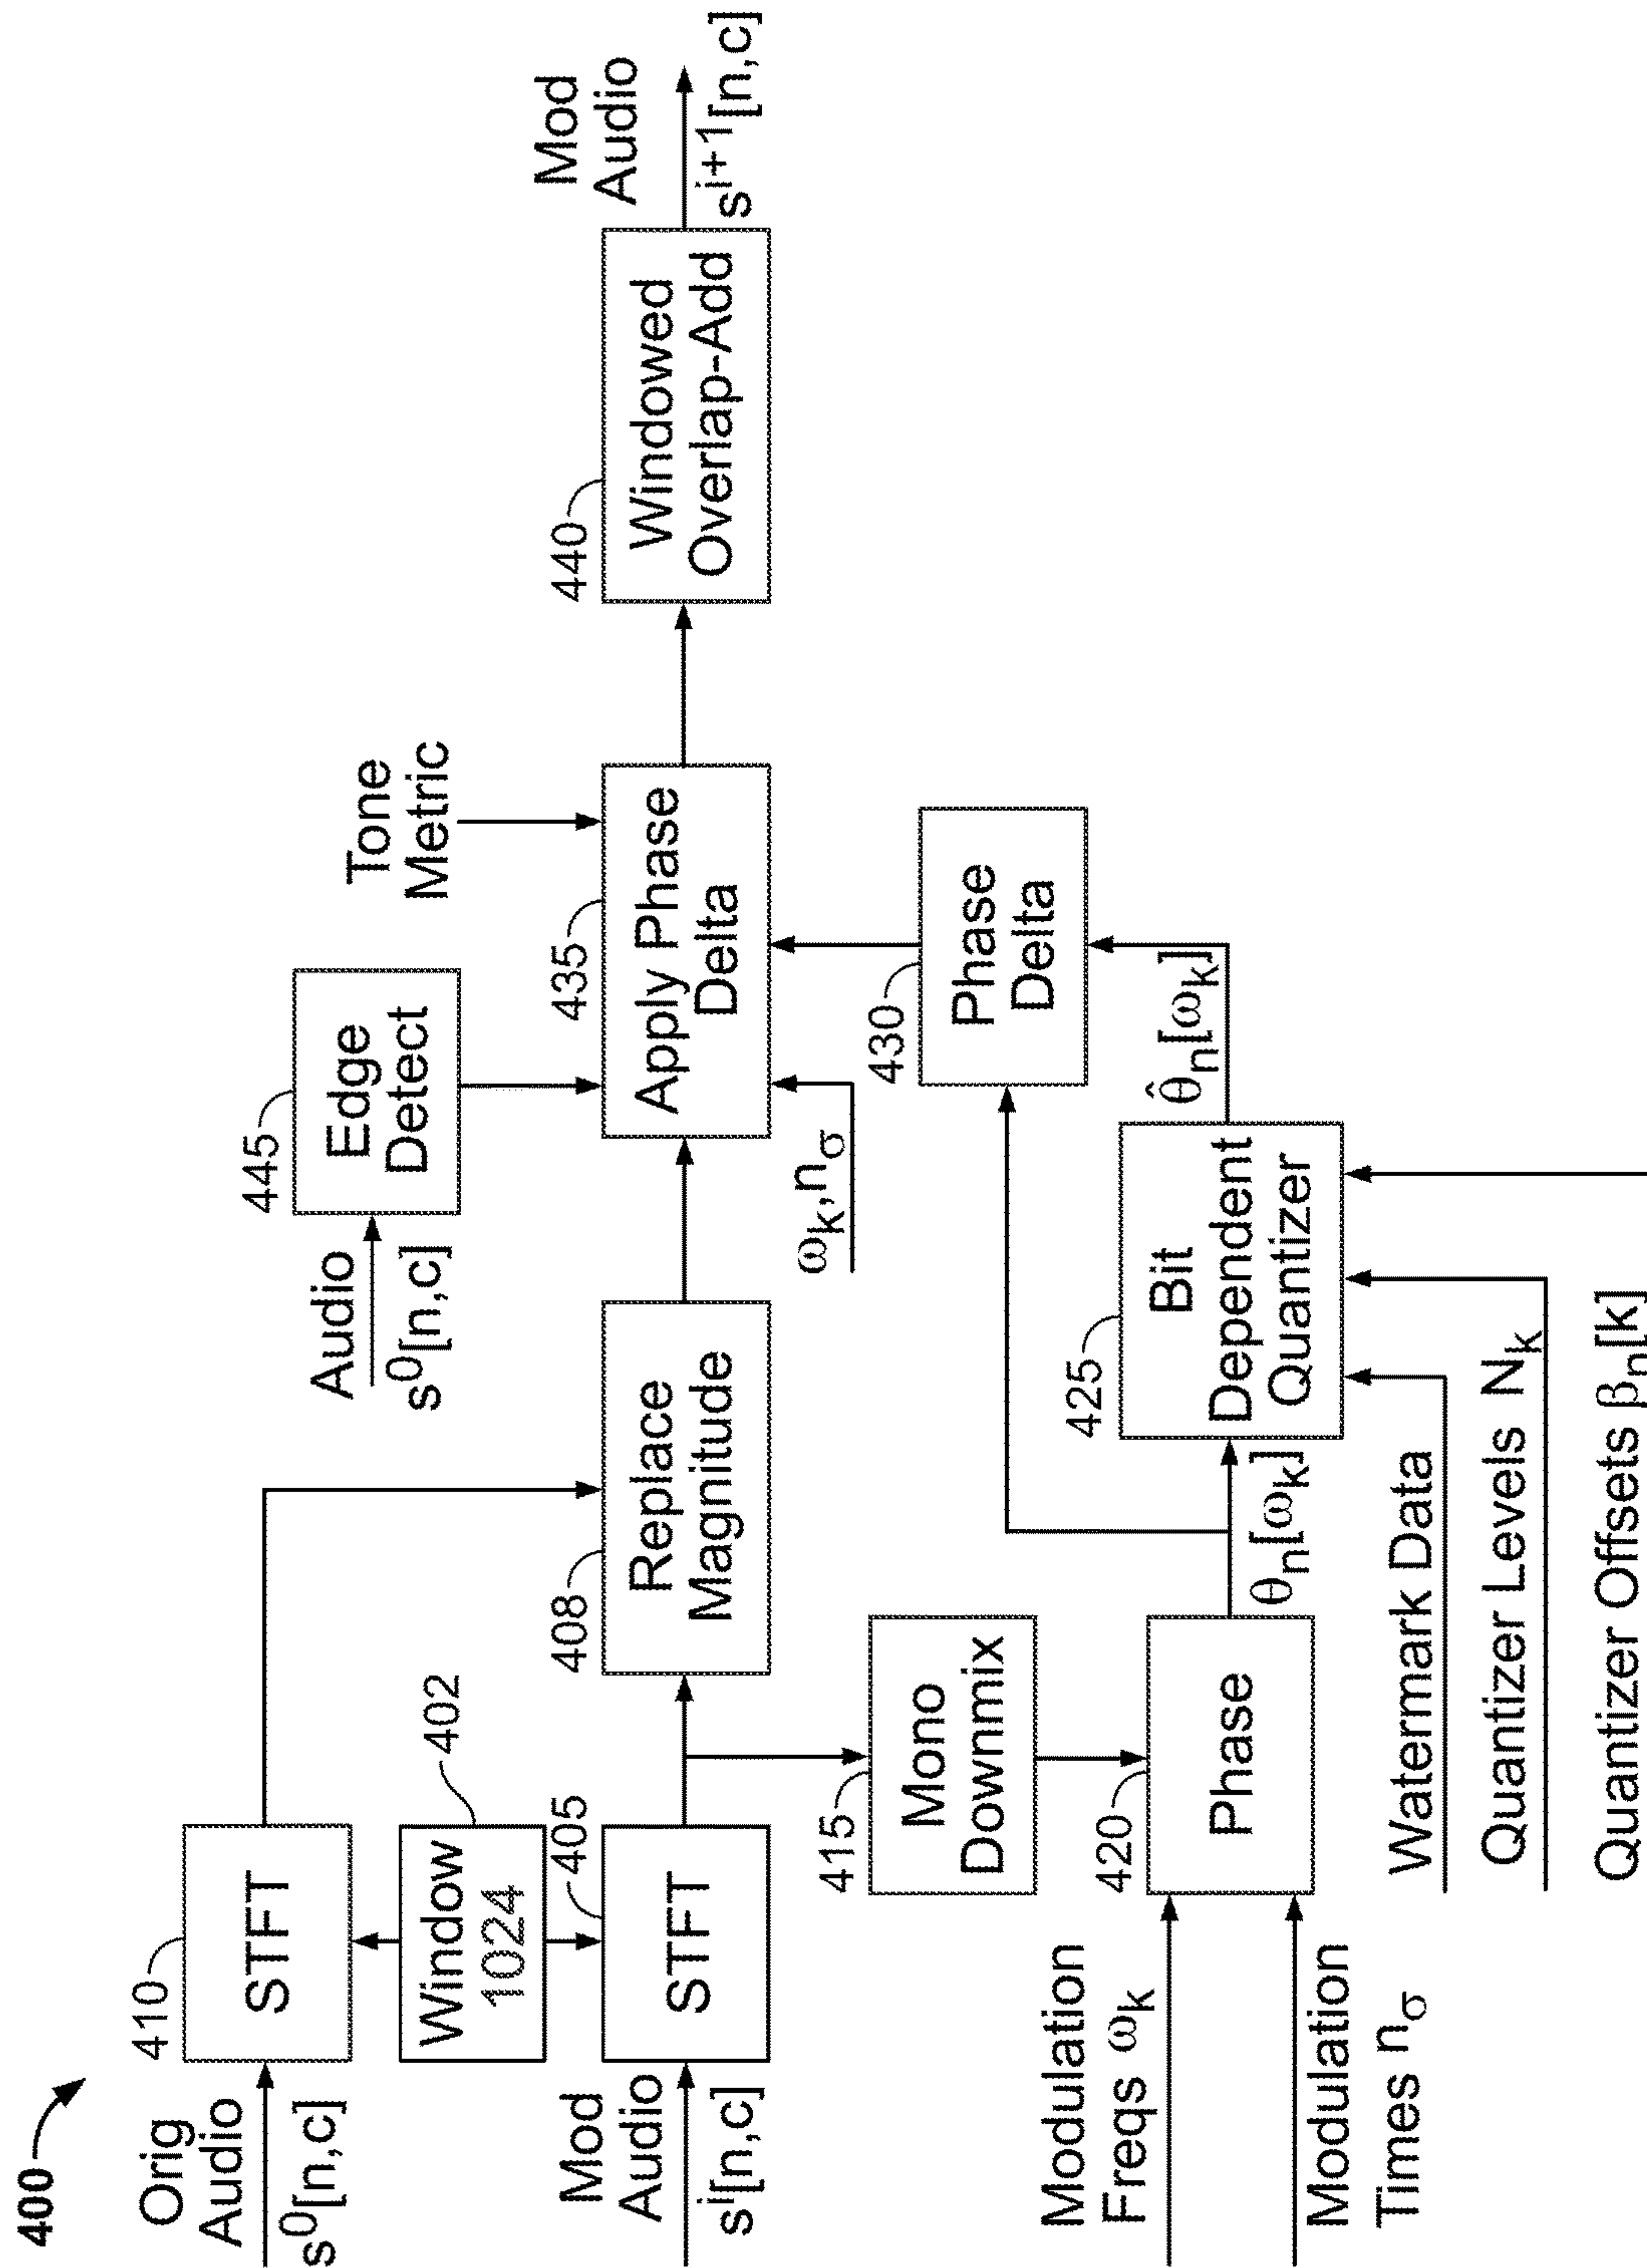 400
Orig
Audio
s⁰[n,c]
410
STFT
Window
1024
402
Mod
Audio
sⁱ[n,c]
405
STFT
408
Replace
Magnitude
Audio
s⁰[n,c]
445
Edge
Detect
Tone
Metric
435
Apply Phase
Delta
ωₖ,n_σ
440
Windowed
Overlap-Add
Mod
Audio
sⁱ⁺¹[n,c]
415
Mono
Downmix
Modulation
Freqs ωₖ
Modulation
Times n_σ
420
Phase
θₙ[ωₖ]
425
Bit
Dependent
Quantizer
θ̂ₙ[ωₖ]
430
Phase
Delta
Watermark Data
Quantizer Levels Nₖ
Quantizer Offsets βₙ[k]